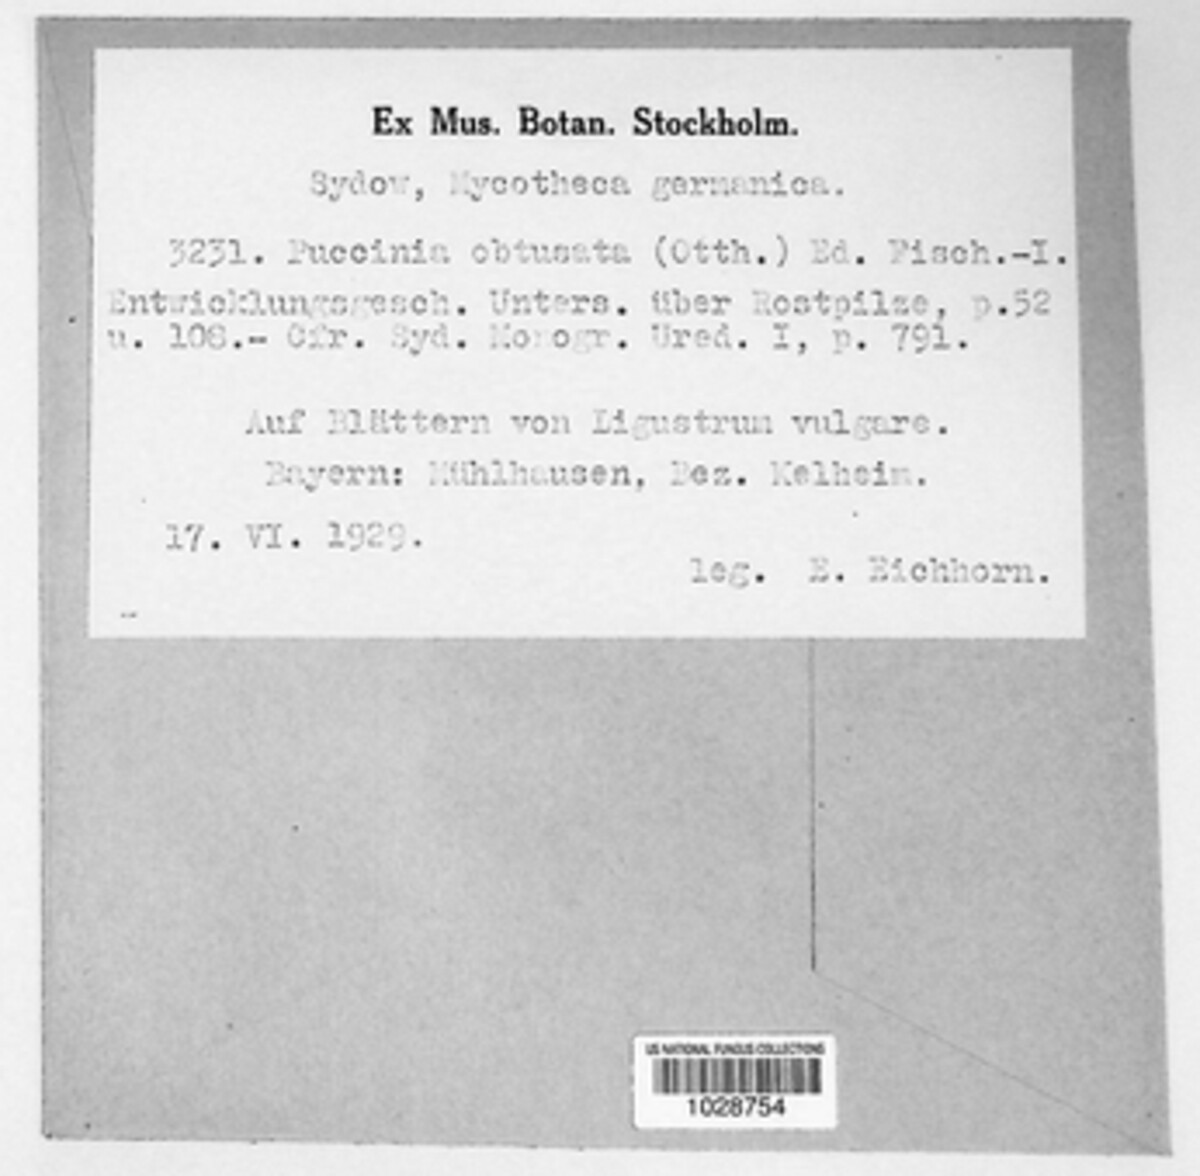 Ex Mus. Botan. Stockholm.
Sydow, Mycotheca germanica.
3231. Puccinia obtusata (Otth.) Ed. Fisch.-I.
Entwicklungsgesch. Unters. über Rostpilze, p.52
u. 108.- Cfr. Syd. Monogr. Ured. I, p. 791.
Auf Blättern von Ligustrum vulgare.
Bayern: Mühlhausen, Bez. Kelheim.
17. VI. 1929.
leg. E. Eichhorn.
US NATIONAL FUNGUS COLLECTIONS
1028754